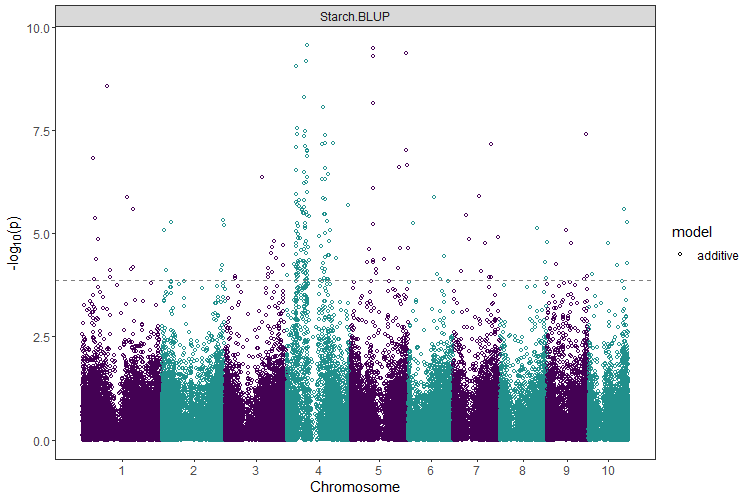 Starch.BLUP
10.0
7.5
5.0
2.5
0.0
-log10(p)
1 2 3 4 5 6 7 8 9 10
Chromosome
model
additive